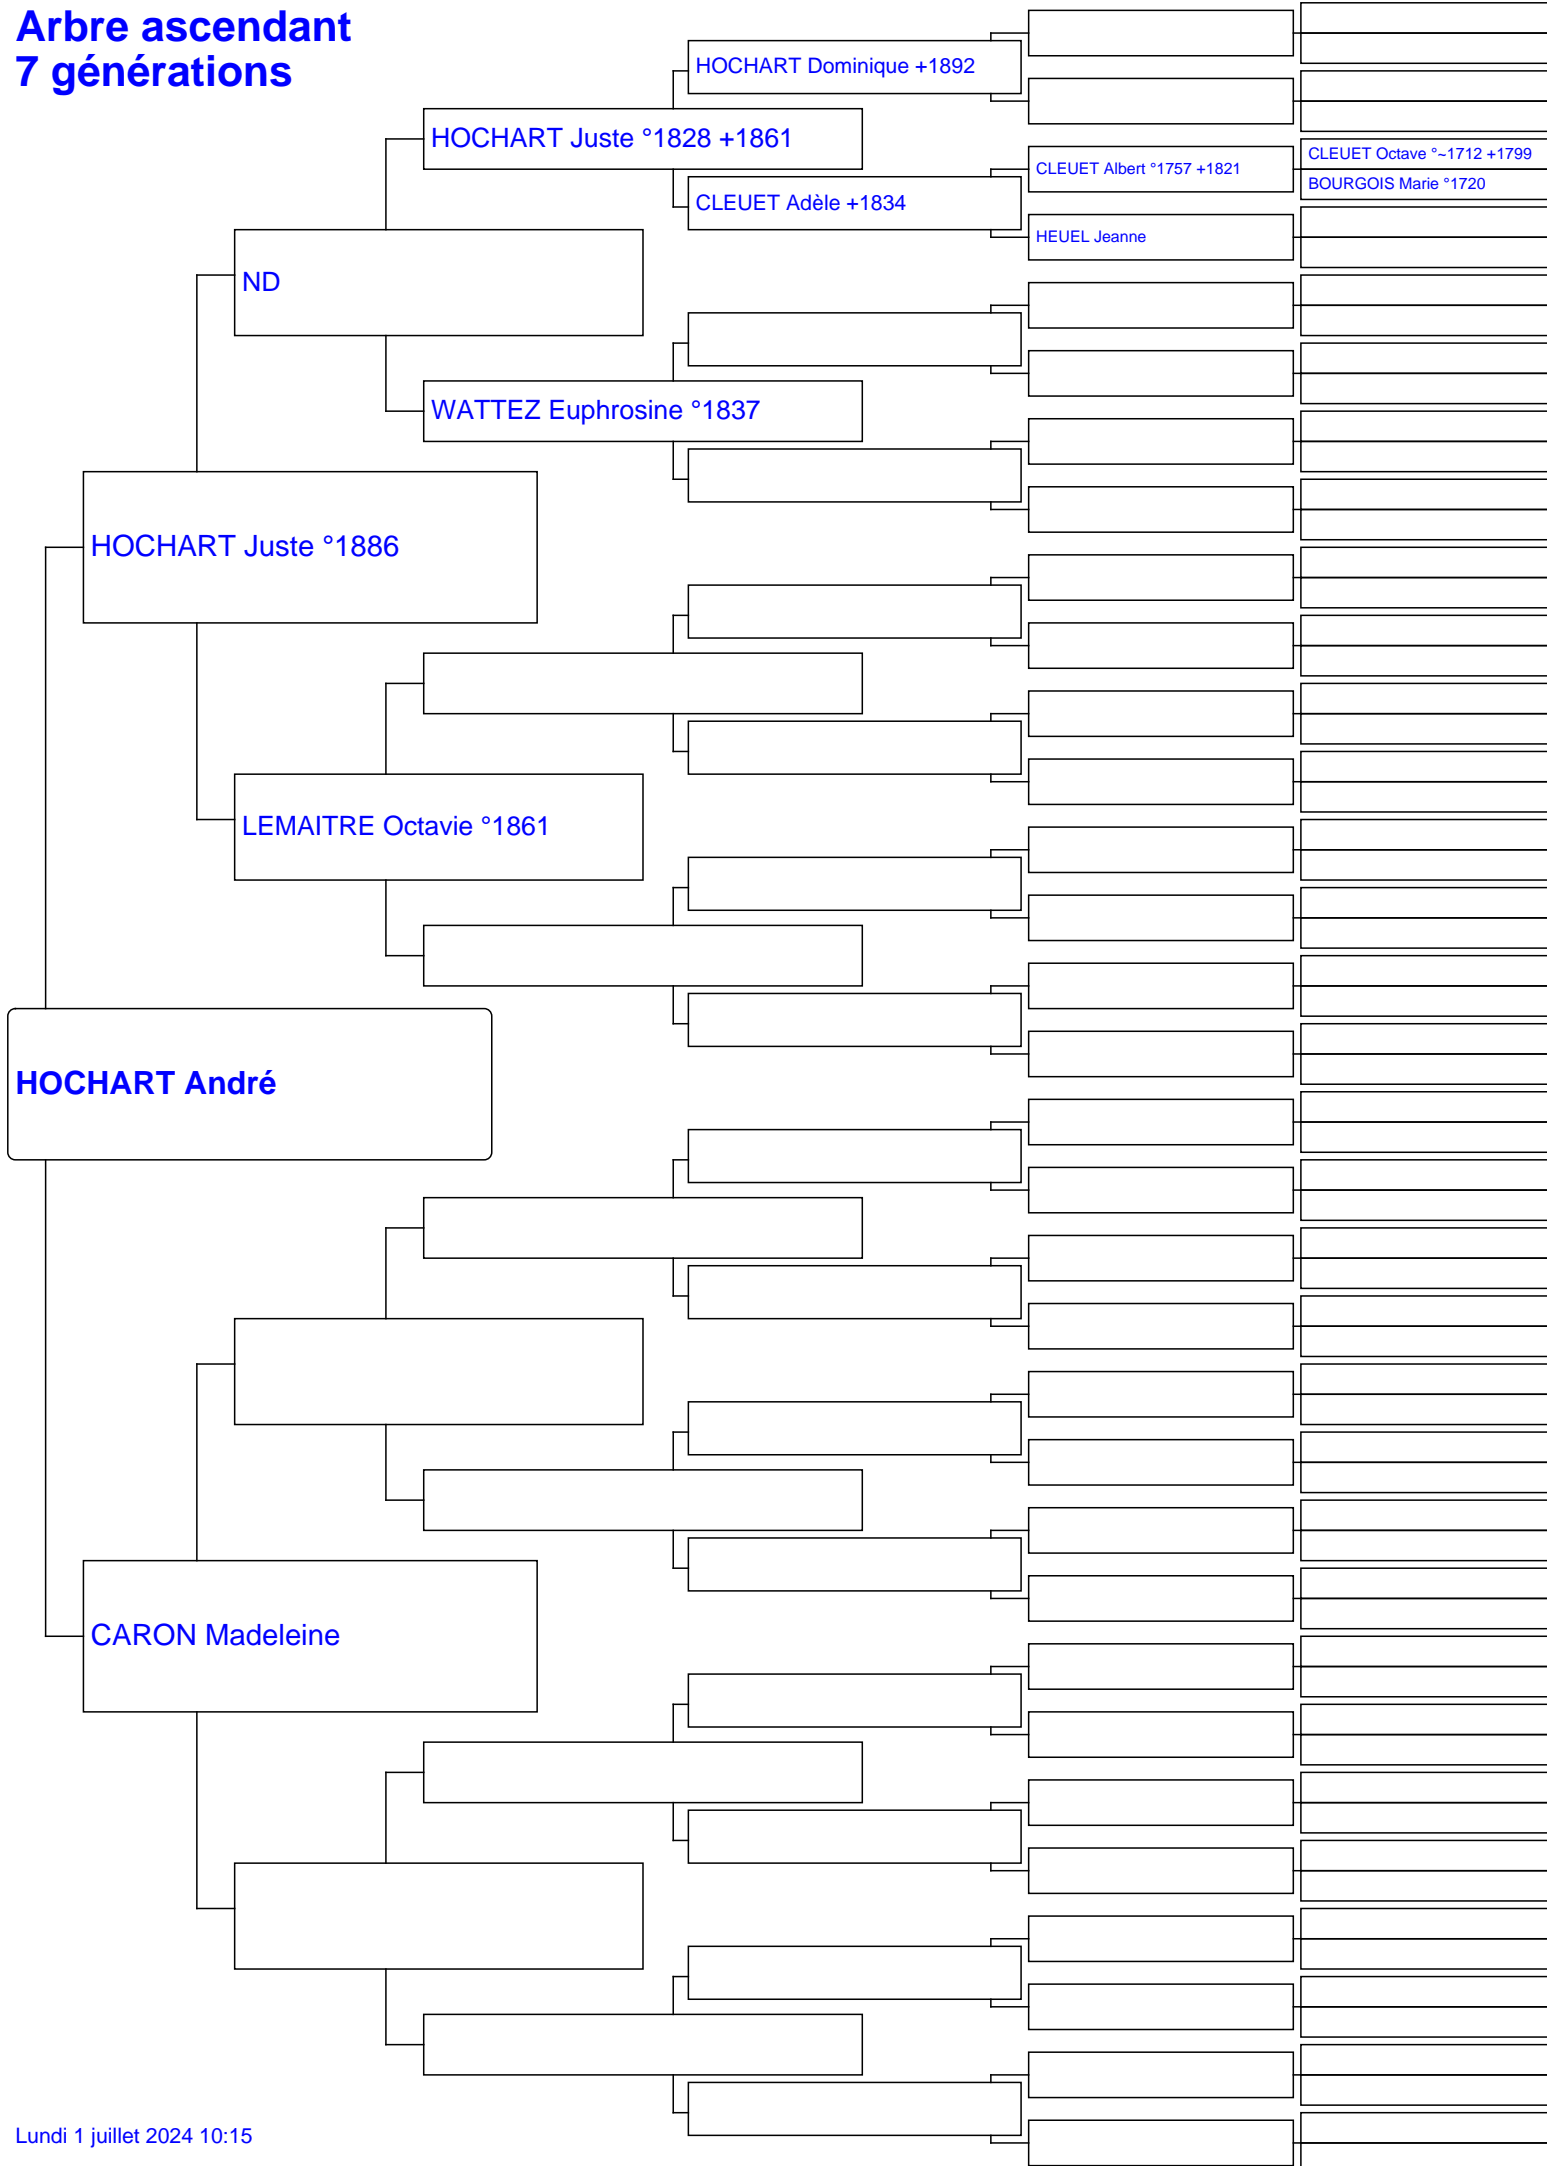 Arbre ascendant
7 générations
HOCHART Dominique +1892
HOCHART Juste °1828 +1861
CLEUET Albert °1757 +1821
CLEUET Octave °~1712 +1799
BOURGOIS Marie °1720
CLEUET Adèle +1834
HEUEL Jeanne
ND
WATTEZ Euphrosine °1837
HOCHART Juste °1886
LEMAITRE Octavie °1861
HOCHART André
CARON Madeleine
Lundi 1 juillet 2024 10:15